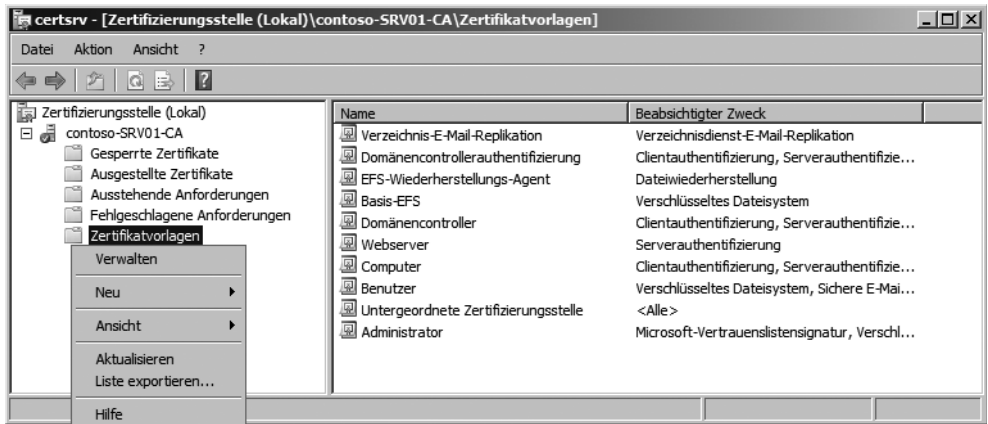 certsrv - [Zertifizierungsstelle (Lokal)\contoso-SRV01-CA\Zertifikatvorlagen]
Datei Aktion Ansicht ?
Zertifizierungsstelle (Lokal)
contoso-SRV01-CA
Gesperrte Zertifikate
Ausgestellte Zertifikate
Ausstehende Anforderungen
Fehlgeschlagene Anforderungen
Zertifikatvorlagen
Verwalten
Neu
Ansicht
Aktualisieren
Liste exportieren...
Hilfe
Name Beabsichtigter Zweck
Verzeichnis-E-Mail-Replikation Verzeichnisdienst-E-Mail-Replikation
Domänencontrollerauthentifizierung Clientauthentifizierung, Serverauthentifizie...
EFS-Wiederherstellungs-Agent Dateiwiederherstellung
Basis-EFS Verschlüsseltes Dateisystem
Domänencontroller Clientauthentifizierung, Serverauthentifizie...
Webserver Serverauthentifizierung
Computer Clientauthentifizierung, Serverauthentifizie...
Benutzer Verschlüsseltes Dateisystem, Sichere E-Mai...
Untergeordnete Zertifizierungsstelle <Alle>
Administrator Microsoft-Vertrauenslistensignatur, Verschl...